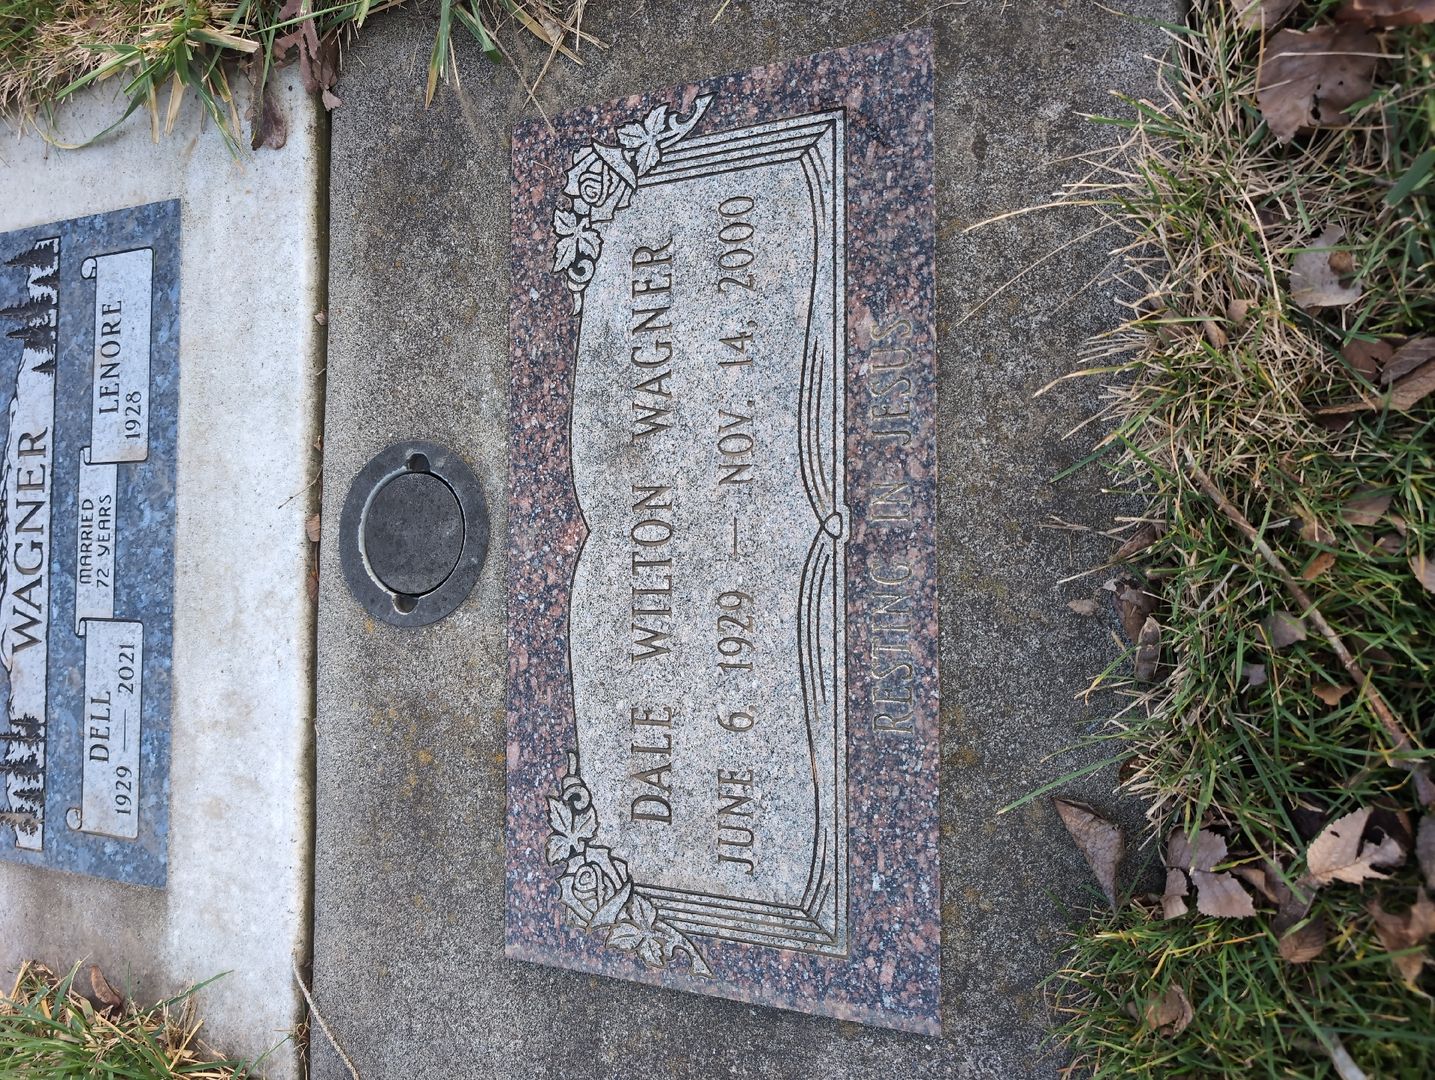 WAGNER
MARRIED
72 YEARS
DELL
1929 — 2021
LENORE
1928
DALE WILTON WAGNER
JUNE 6, 1929 — NOV. 14, 2000
RESTING IN JESUS